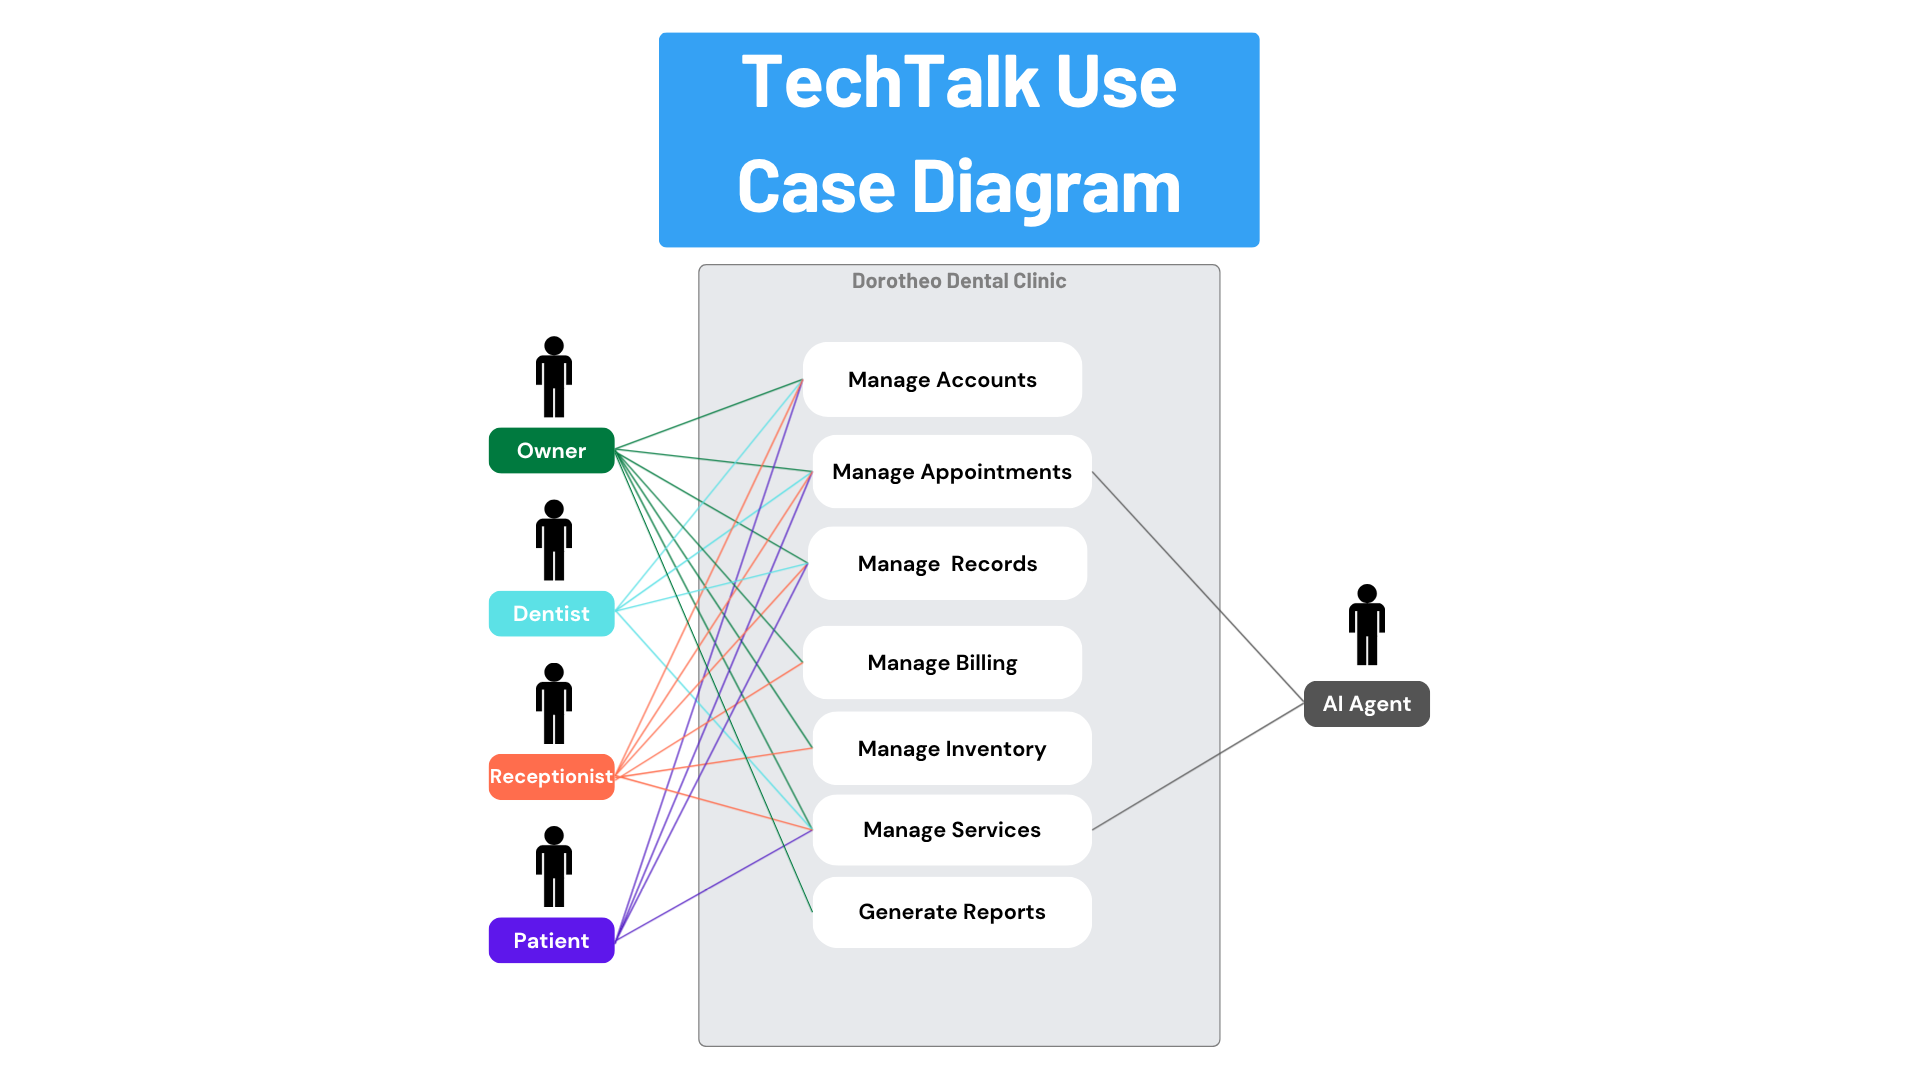 TechTalk Use
Case Diagram
Dorotheo Dental Clinic
Manage Accounts
Owner
Manage Appointments
Manage Records
Dentist
Manage Billing
AI Agent
Manage Inventory
Receptionist
Manage Services
Generate Reports
Patient